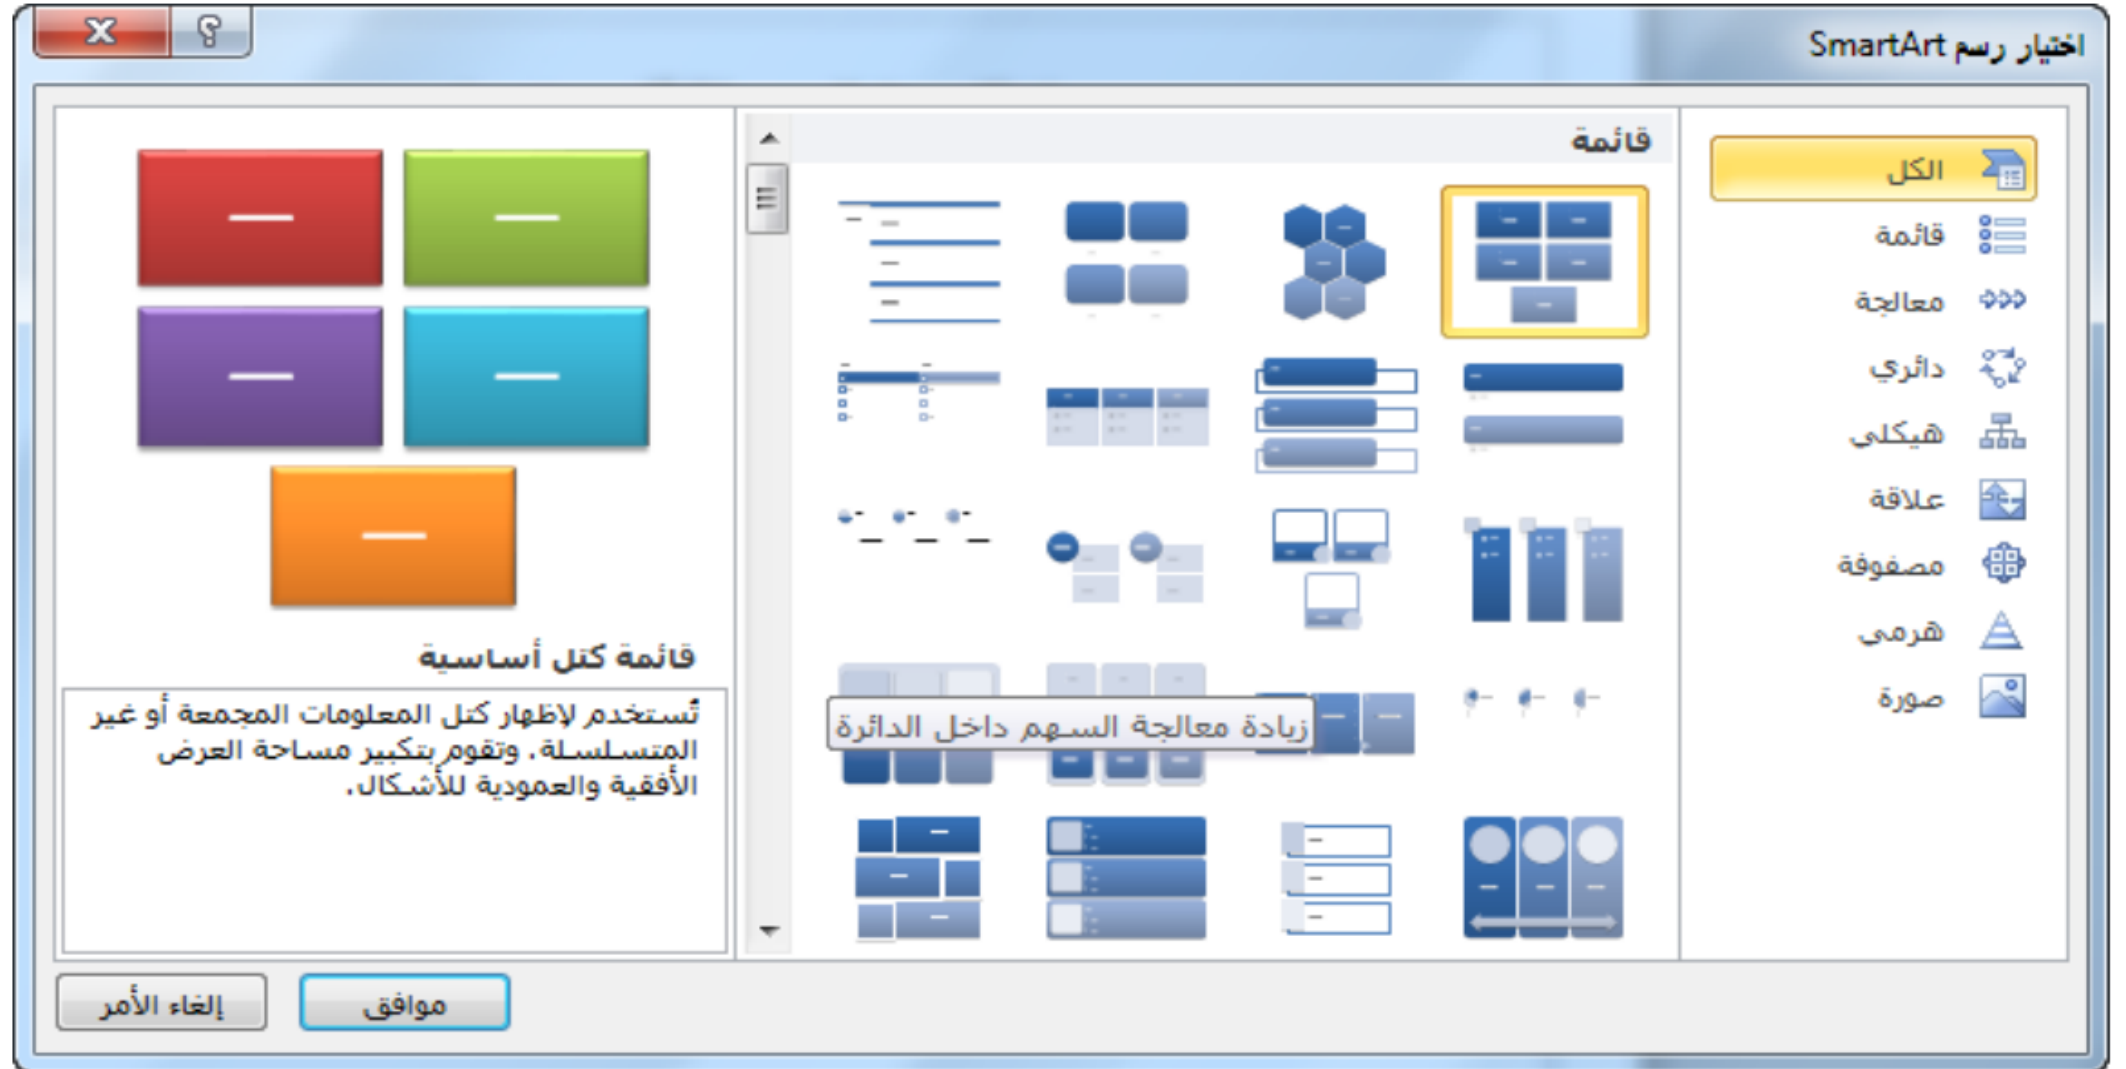 اختيار رسم SmartArt
الكل
قائمة
معالجة
دائري
هيكلي
علاقة
مصفوفة
هرمي
صورة
قائمة
زيادة معالجة السهم داخل الدائرة
قائمة كتل أساسية
تُستخدم لإظهار كتل المعلومات المجمعة أو غير
المتسلسلة. وتقوم بتكبير مساحة العرض
الأفقية والعمودية للأشكال.
موافق
إلغاء الأمر